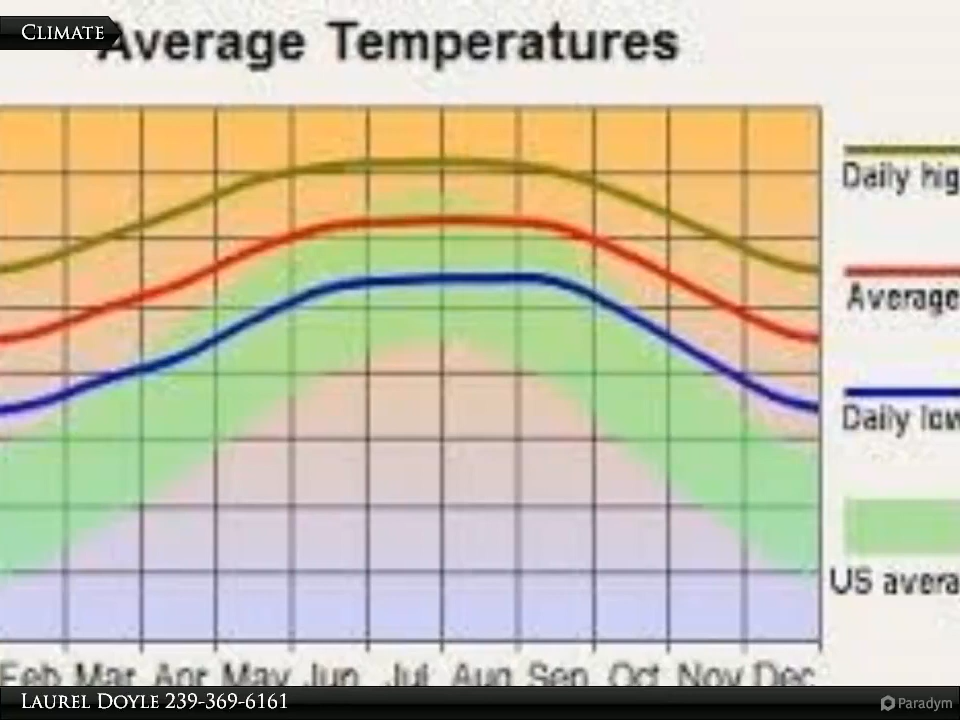 CLIMATE
Average Temperatures
Daily hig
Average
Daily low
US avera
Feb Mar Apr May Jun Jul Aug Sep Oct Nov Dec
LAUREL DOYLE 239-369-6161
Paradym